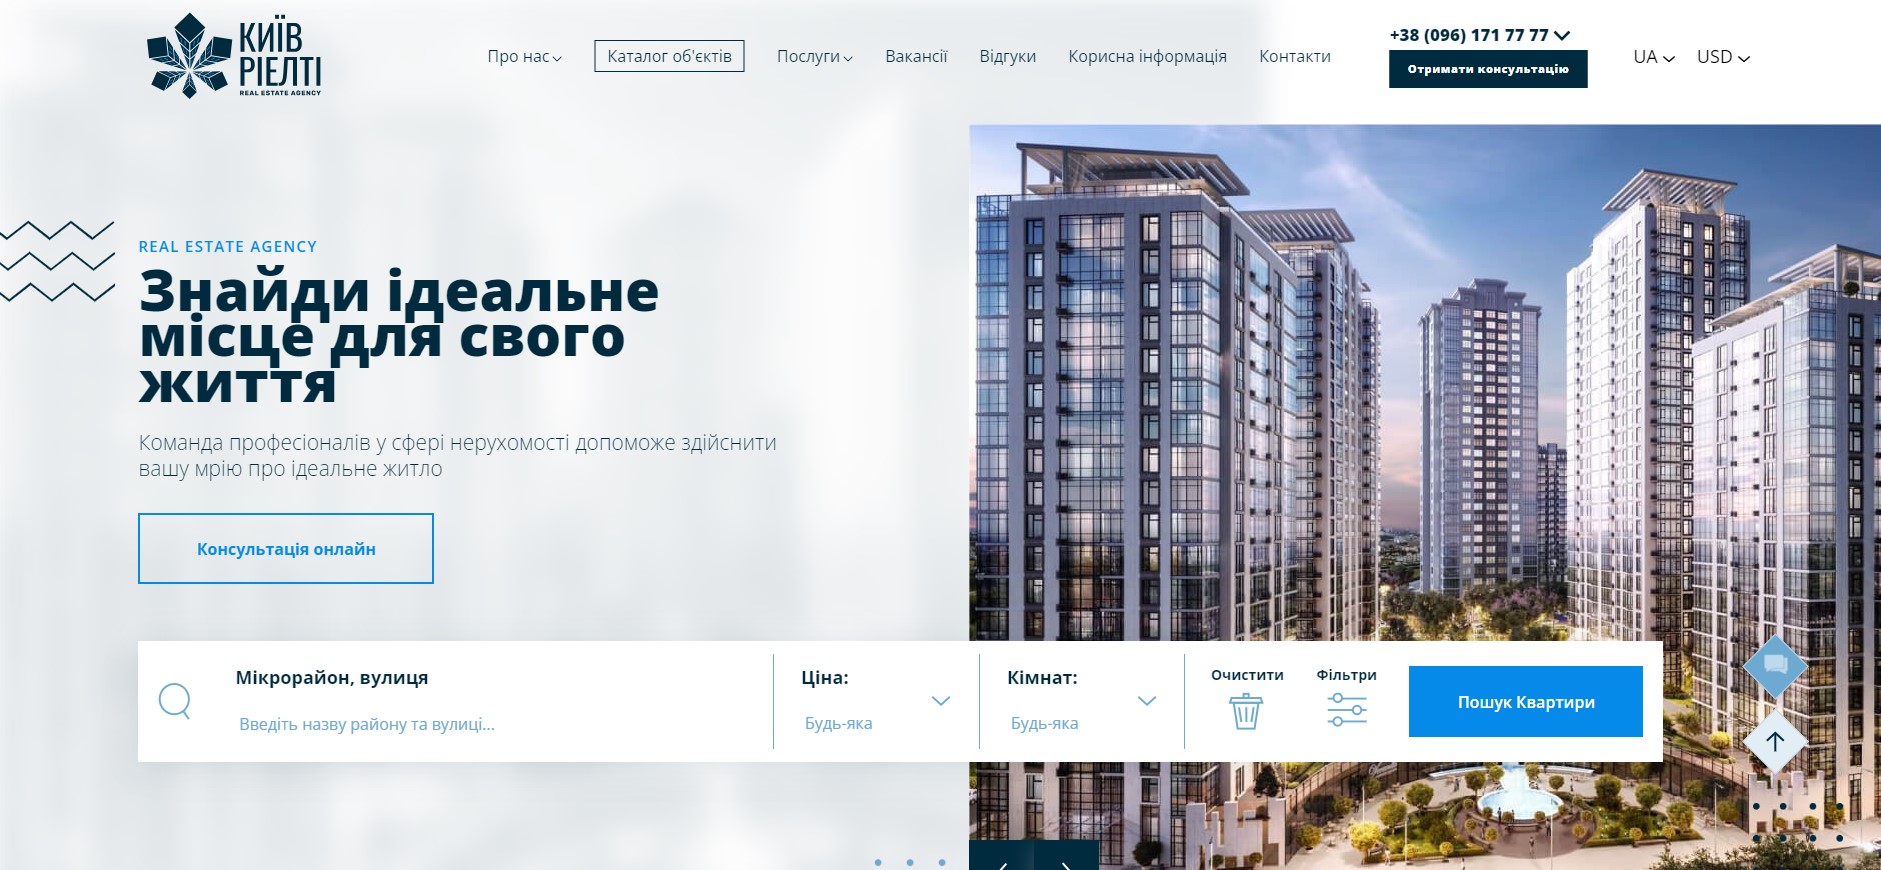 КИЇВ
РІЕЛТІ
REAL ESTATE AGENCY
Про нас
Каталог об'єктів
Послуги
Вакансії
Відгуки
Корисна інформація
Контакти
+38 (096) 171 77 77
Отримати консультацію
UA
USD
REAL ESTATE AGENCY
Знайди ідеальне
місце для свого
життя
Команда професіоналів у сфері нерухомості допоможе здійснити
вашу мрію про ідеальне житло
Консультація онлайн
Мікрорайон, вулиця
Введіть назву району та вулиці...
Ціна:
Будь-яка
Кімнат:
Будь-яка
Очистити
Фільтри
Пошук Квартири